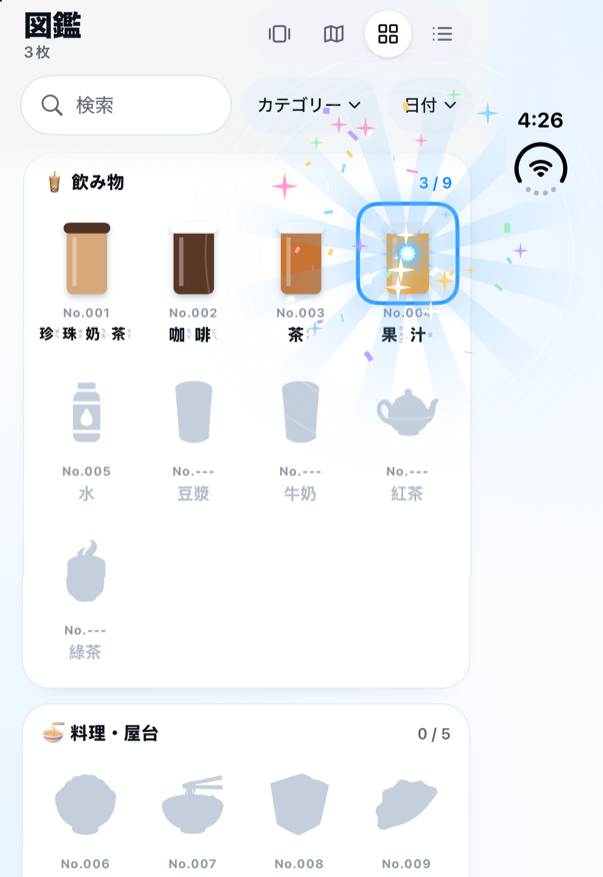 図鑑
3枚
検索
カテゴリー
日付
4:26
飲み物
3 / 9
No.001
No.002
No.003
No.004
珍珠奶茶
咖啡
茶
果汁
No.005
No.---
No.---
No.---
水
豆漿
牛奶
紅茶
No.---
綠茶
料理・屋台
0 / 5
No.006
No.007
No.008
No.009